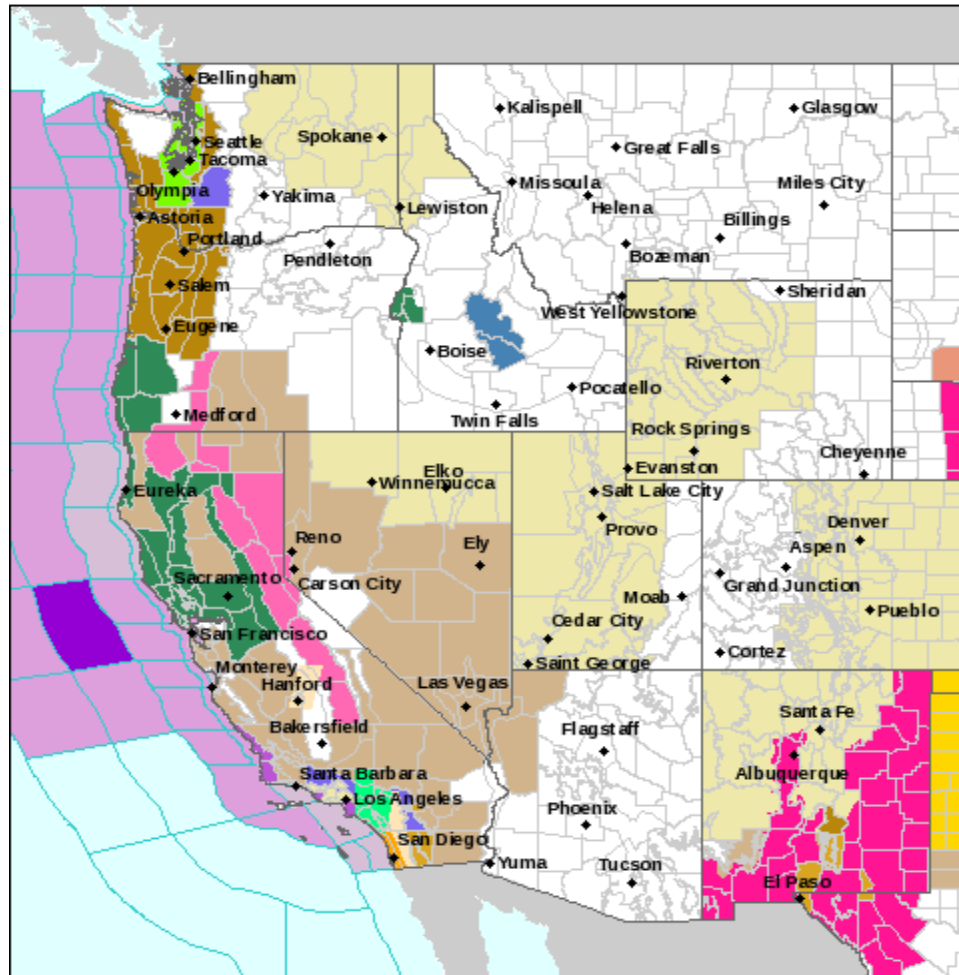 Bellingham
Kalispell
Glasgow
Seattle
Spokane
Great Falls
Tacoma
Missoula
Miles City
Olympia
Yakima
Lewiston
Helena
Astoria
Billings
Portland
Pendleton
Bozeman
Salem
Sheridan
West Yellowstone
Eugene
Boise
Riverton
Pocatello
Medford
Twin Falls
Rock Springs
Cheyenne
Elko
Evanston
Winnemucca
Eureka
Salt Lake City
Provo
Denver
Reno
Ely
Aspen
Sacramento
Carson City
Grand Junction
Moab
Pueblo
Cedar City
San Francisco
Cortez
Saint George
Monterey
Hanford
Las Vegas
Santa Fe
Flagstaff
Bakersfield
Albuquerque
Santa Barbara
Los Angeles
Phoenix
San Diego
Yuma
Tucson
El Paso